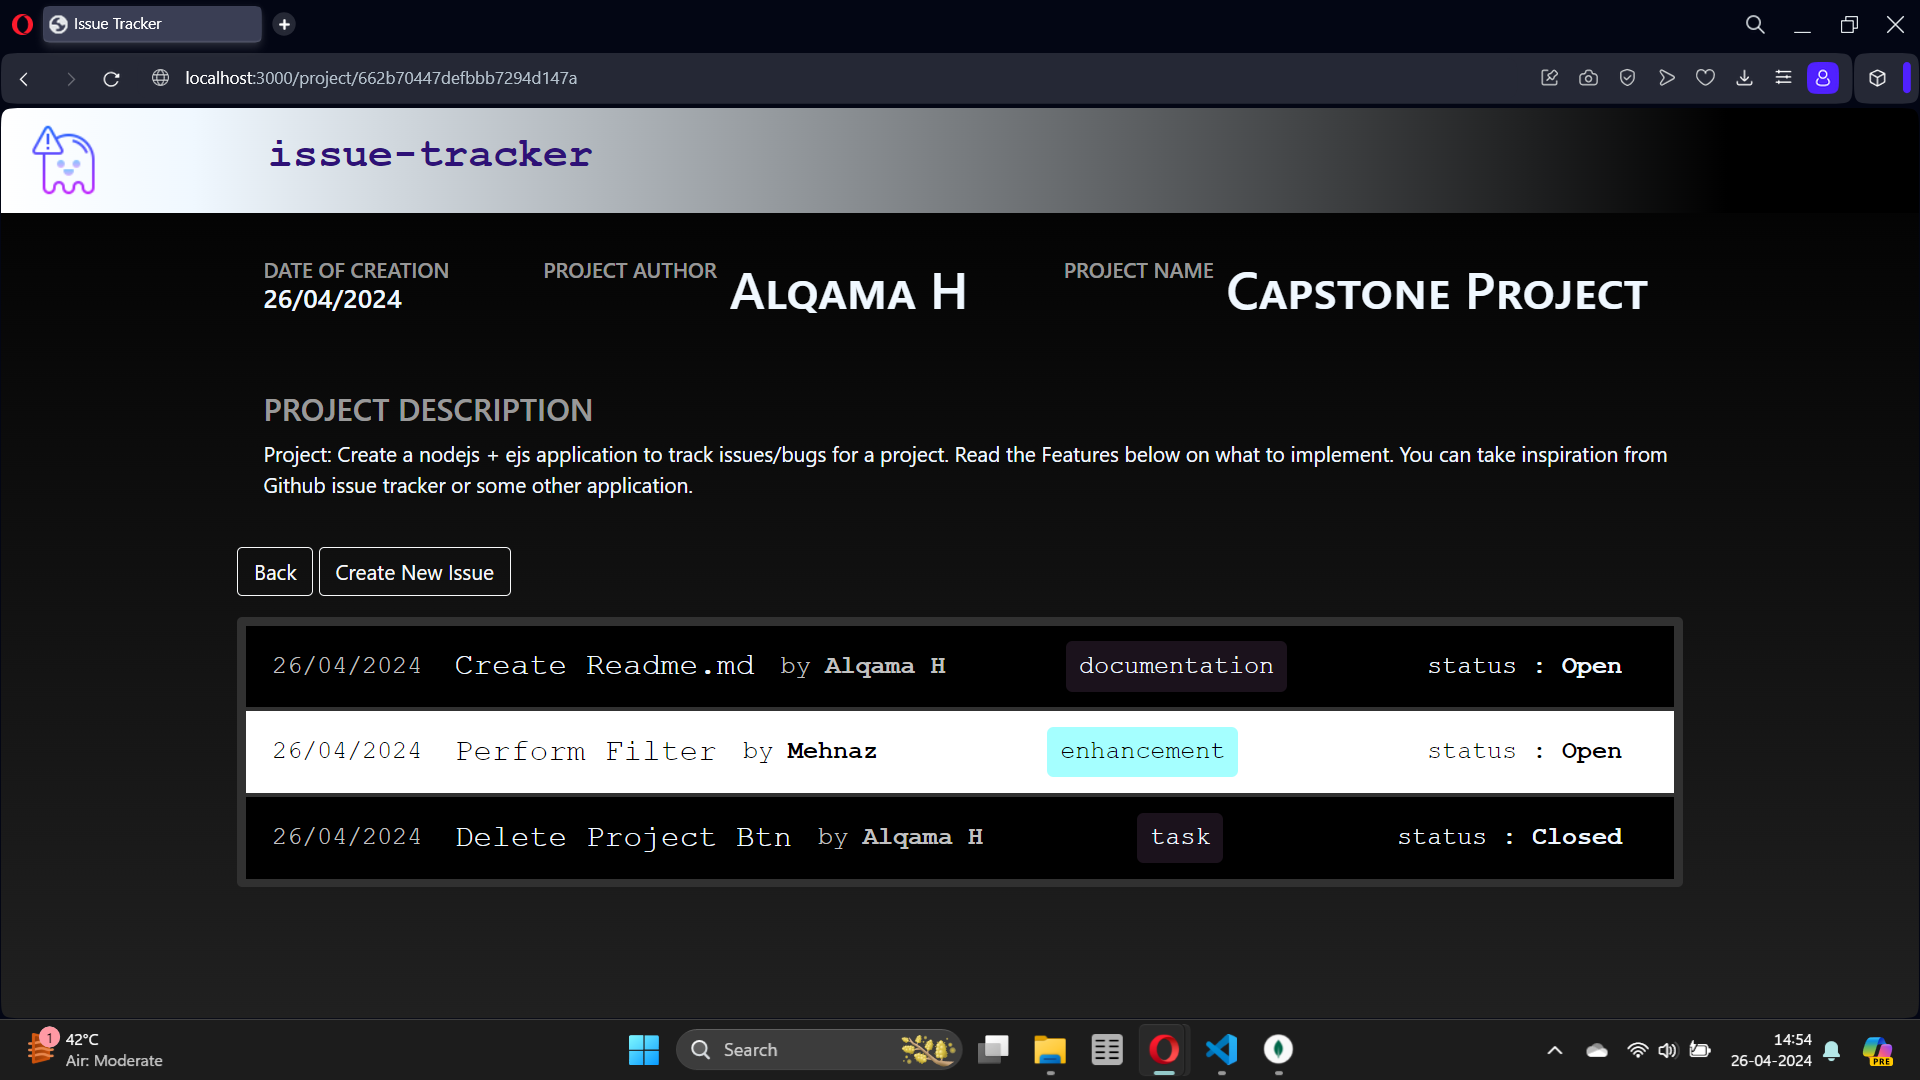 Issue Tracker
localhost:3000/project/662b70447defbbb7294d147a
issue-tracker
DATE OF CREATION
26/04/2024
PROJECT AUTHOR Alqama H
PROJECT NAME Capstone Project
PROJECT DESCRIPTION
Project: Create a nodejs + ejs application to track issues/bugs for a project. Read the Features below on what to implement. You can take inspiration from
Github issue tracker or some other application.
Back Create New Issue
26/04/2024 Create Readme.md by Alqama H documentation status : Open
26/04/2024 Perform Filter by Mehnaz enhancement status : Open
26/04/2024 Delete Project Btn by Alqama H task status : Closed
1 42°C
Air: Moderate
Search
14:54
26-04-2024
PRE